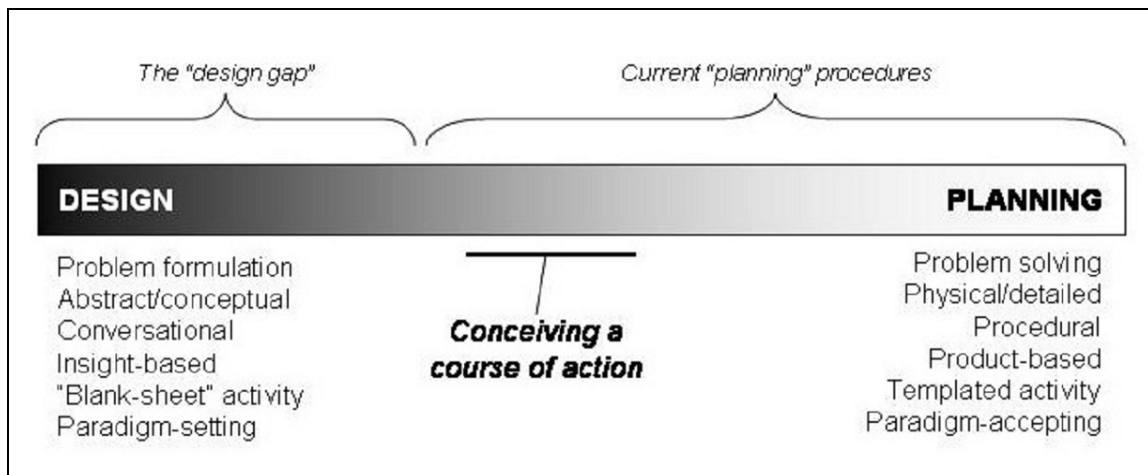 The "design gap"
Current "planning" procedures
DESIGN
PLANNING
Problem formulation
Abstract/conceptual
Conversational
Insight-based
"Blank-sheet" activity
Paradigm-setting
Conceiving a
course of action
Problem solving
Physical/detailed
Procedural
Product-based
Templated activity
Paradigm-accepting